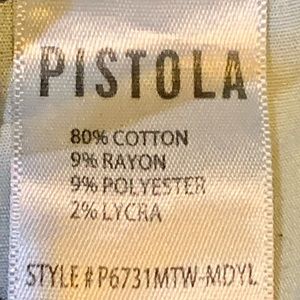 PISTOLA
80% COTTON
9% RAYON
9% POLYESTER
2% LYCRA
STYLE # P6731MTW-MDYL